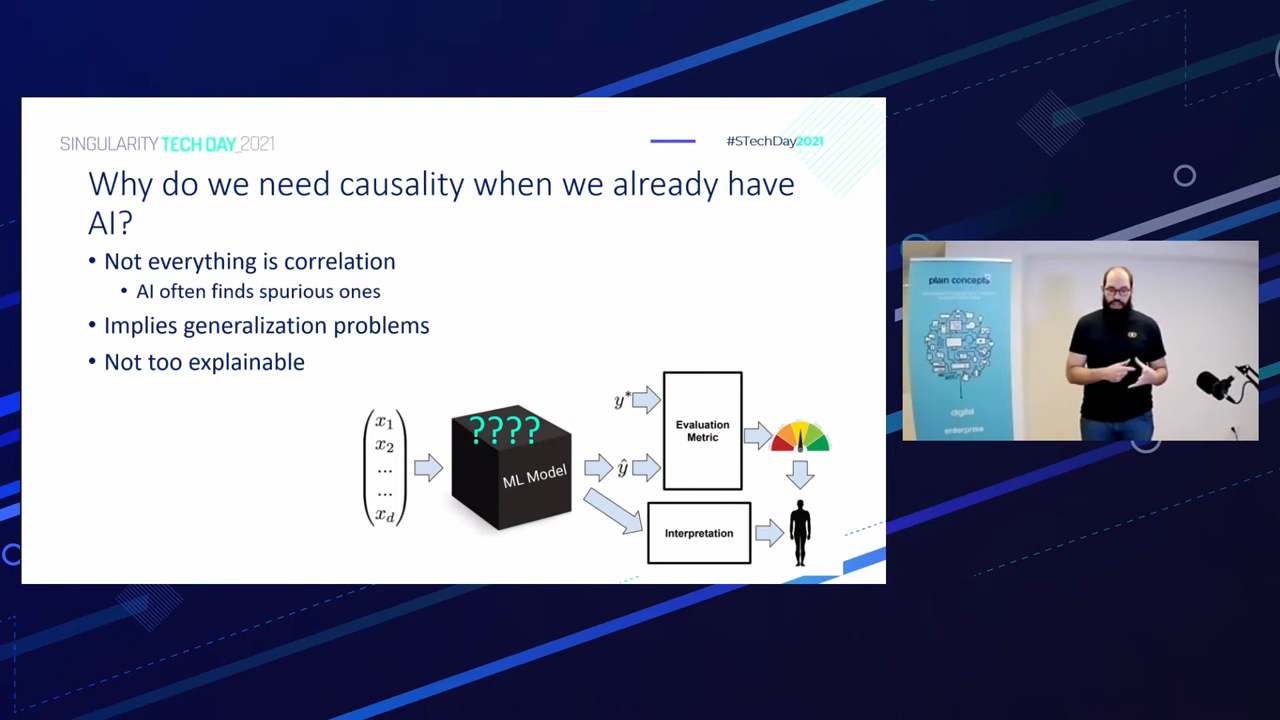 SINGULARITY TECH DAY_2021
#STechDay2021
Why do we need causality when we already have
AI?
• Not everything is correlation
• AI often finds spurious ones
• Implies generalization problems
• Not too explainable
x₁
x₂
...
...
x_d
????
ML Model
y*
ŷ
Evaluation
Metric
Interpretation
plain concepts
digital
enterprise